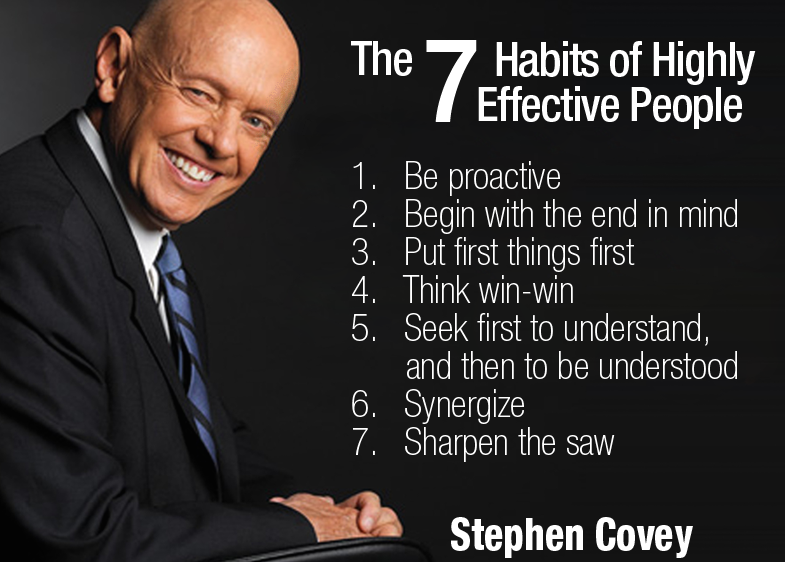 The 7 Habits of Highly
Effective People
1. Be proactive
2. Begin with the end in mind
3. Put first things first
4. Think win-win
5. Seek first to understand,
and then to be understood
6. Synergize
7. Sharpen the saw
Stephen Covey